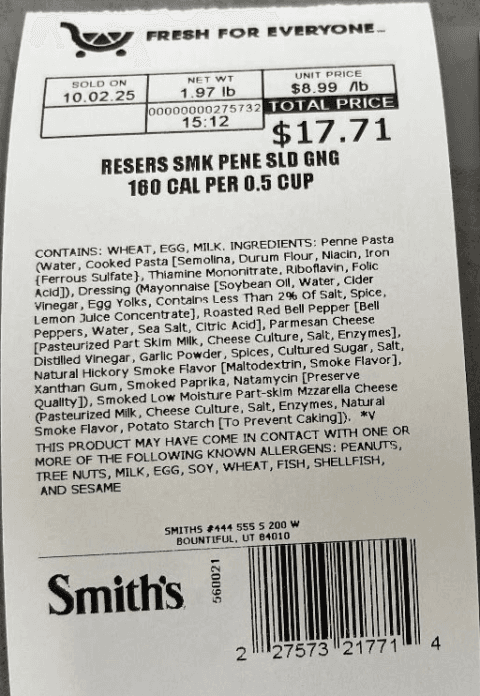 FRESH FOR EVERYONE™
SOLD ON
10.02.25
NET WT
1.97 lb
UNIT PRICE
$8.99 /lb
00000000275732
15:12
TOTAL PRICE
$17.71
RESERS SMK PENE SLD GNG
160 CAL PER 0.5 CUP
CONTAINS: WHEAT, EGG, MILK. INGREDIENTS: Penne Pasta
(Water, Cooked Pasta [Semolina, Durum Flour, Niacin, Iron
{Ferrous Sulfate}, Thiamine Mononitrate, Riboflavin, Folic
Acid]), Dressing (Mayonnaise [Soybean Oil, Water, Cider
Vinegar, Egg Yolks, Contains Less Than 2% of Salt, Spice,
Lemon Juice Concentrate], Roasted Red Bell Pepper [Bell
Peppers, Water, Sea Salt, Citric Acid], Parmesan Cheese
[Pasteurized Part Skim Milk, Cheese Culture, Salt, Enzymes],
Distilled Vinegar, Garlic Powder, Spices, Cultured Sugar, Salt,
Natural Hickory Smoke Flavor [Maltodextrin, Smoke Flavor],
Xanthan Gum, Smoked Paprika, Natamycin [Preserve
Quality]), Smoked Low Moisture Part-skim Mzzarella Cheese
(Pasteurized Milk, Cheese Culture, Salt, Enzymes, Natural
Smoke Flavor, Potato Starch [To Prevent Caking]). *V
THIS PRODUCT MAY HAVE COME IN CONTACT WITH ONE OR
MORE OF THE FOLLOWING KNOWN ALLERGENS: PEANUTS,
TREE NUTS, MILK, EGG, SOY, WHEAT, FISH, SHELLFISH,
AND SESAME
SMITHS #444 555 S 200 W
BOUNTIFUL, UT 84010
Smith's
560021
2 27573 21771 4